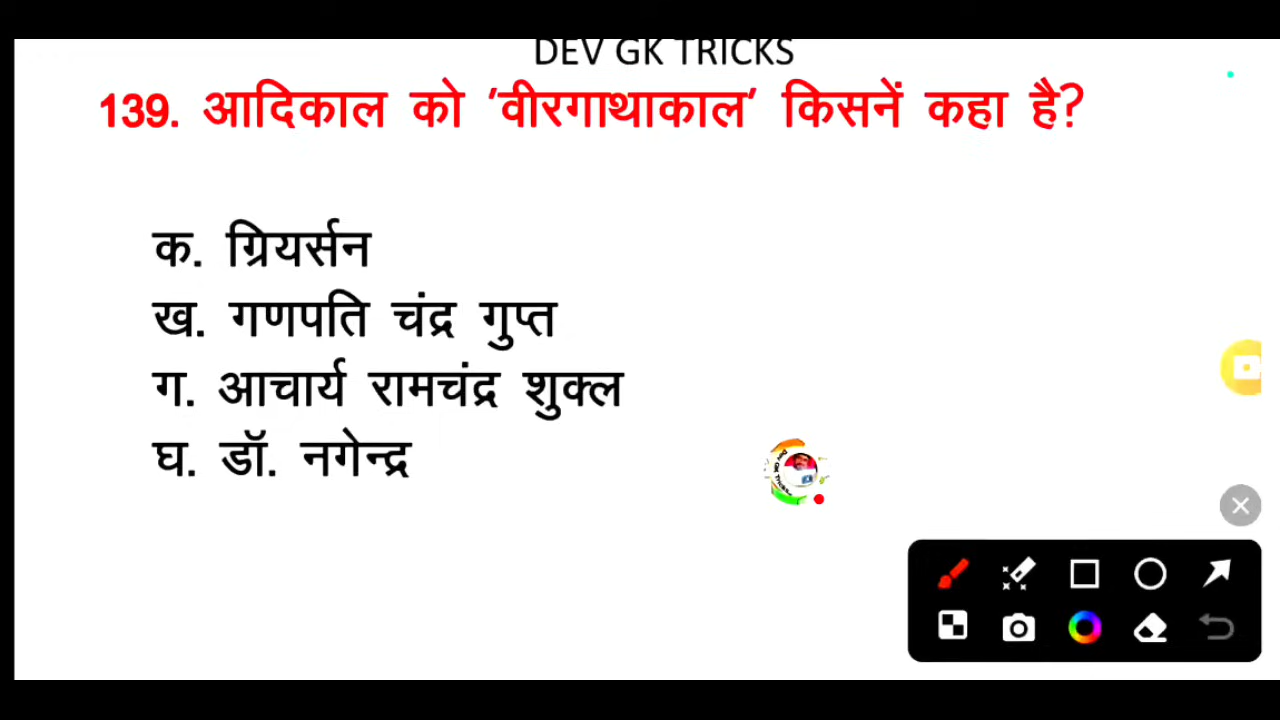 DEV GK TRICKS
139. आदिकाल को 'वीरगाथाकाल' किसनें कहा है?
क. ग्रियर्सन
ख. गणपति चंद्र गुप्त
ग. आचार्य रामचंद्र शुक्ल
घ. डॉ. नगेन्द्र